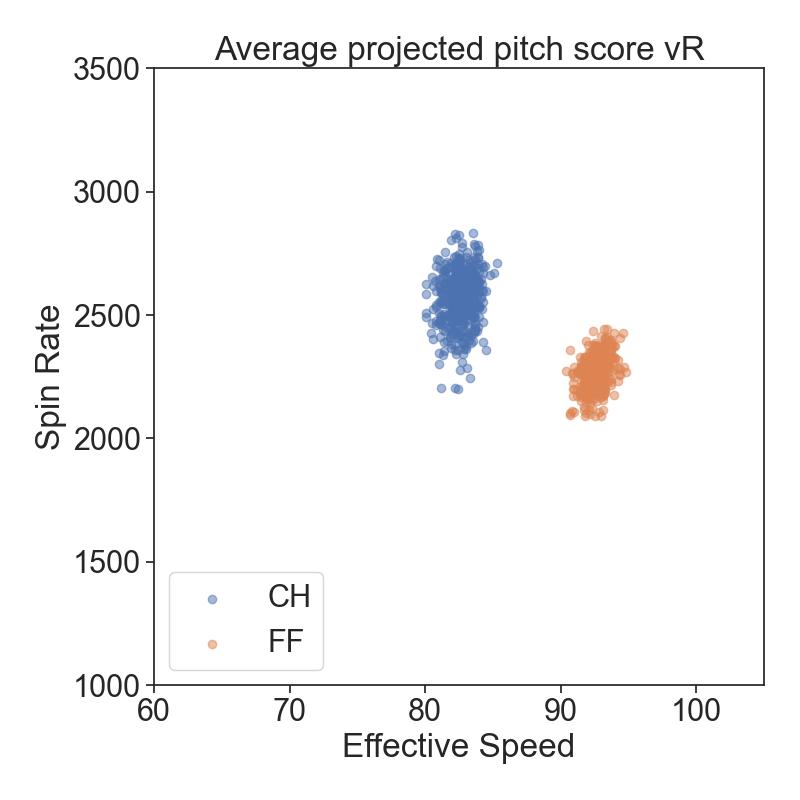 Average projected pitch score vR
3500
3000
2500
2000
1500
1000
Spin Rate
CH
FF
60 70 80 90 100
Effective Speed